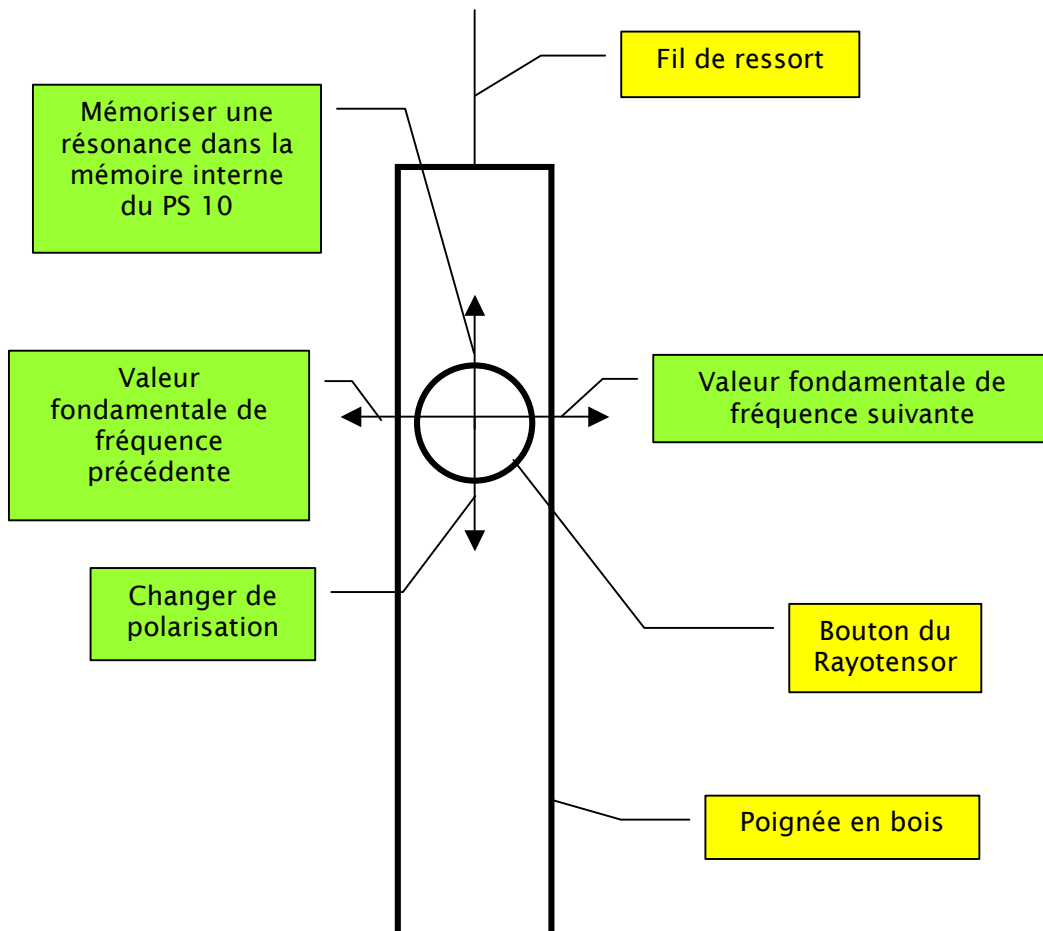 Fil de ressort
Mémoriser une
résonance dans la
mémoire interne
du PS 10
Valeur
fondamentale de
fréquence
précédente
Valeur fondamentale de
fréquence suivante
Changer de
polarisation
Bouton du
Rayotensor
Poignée en bois